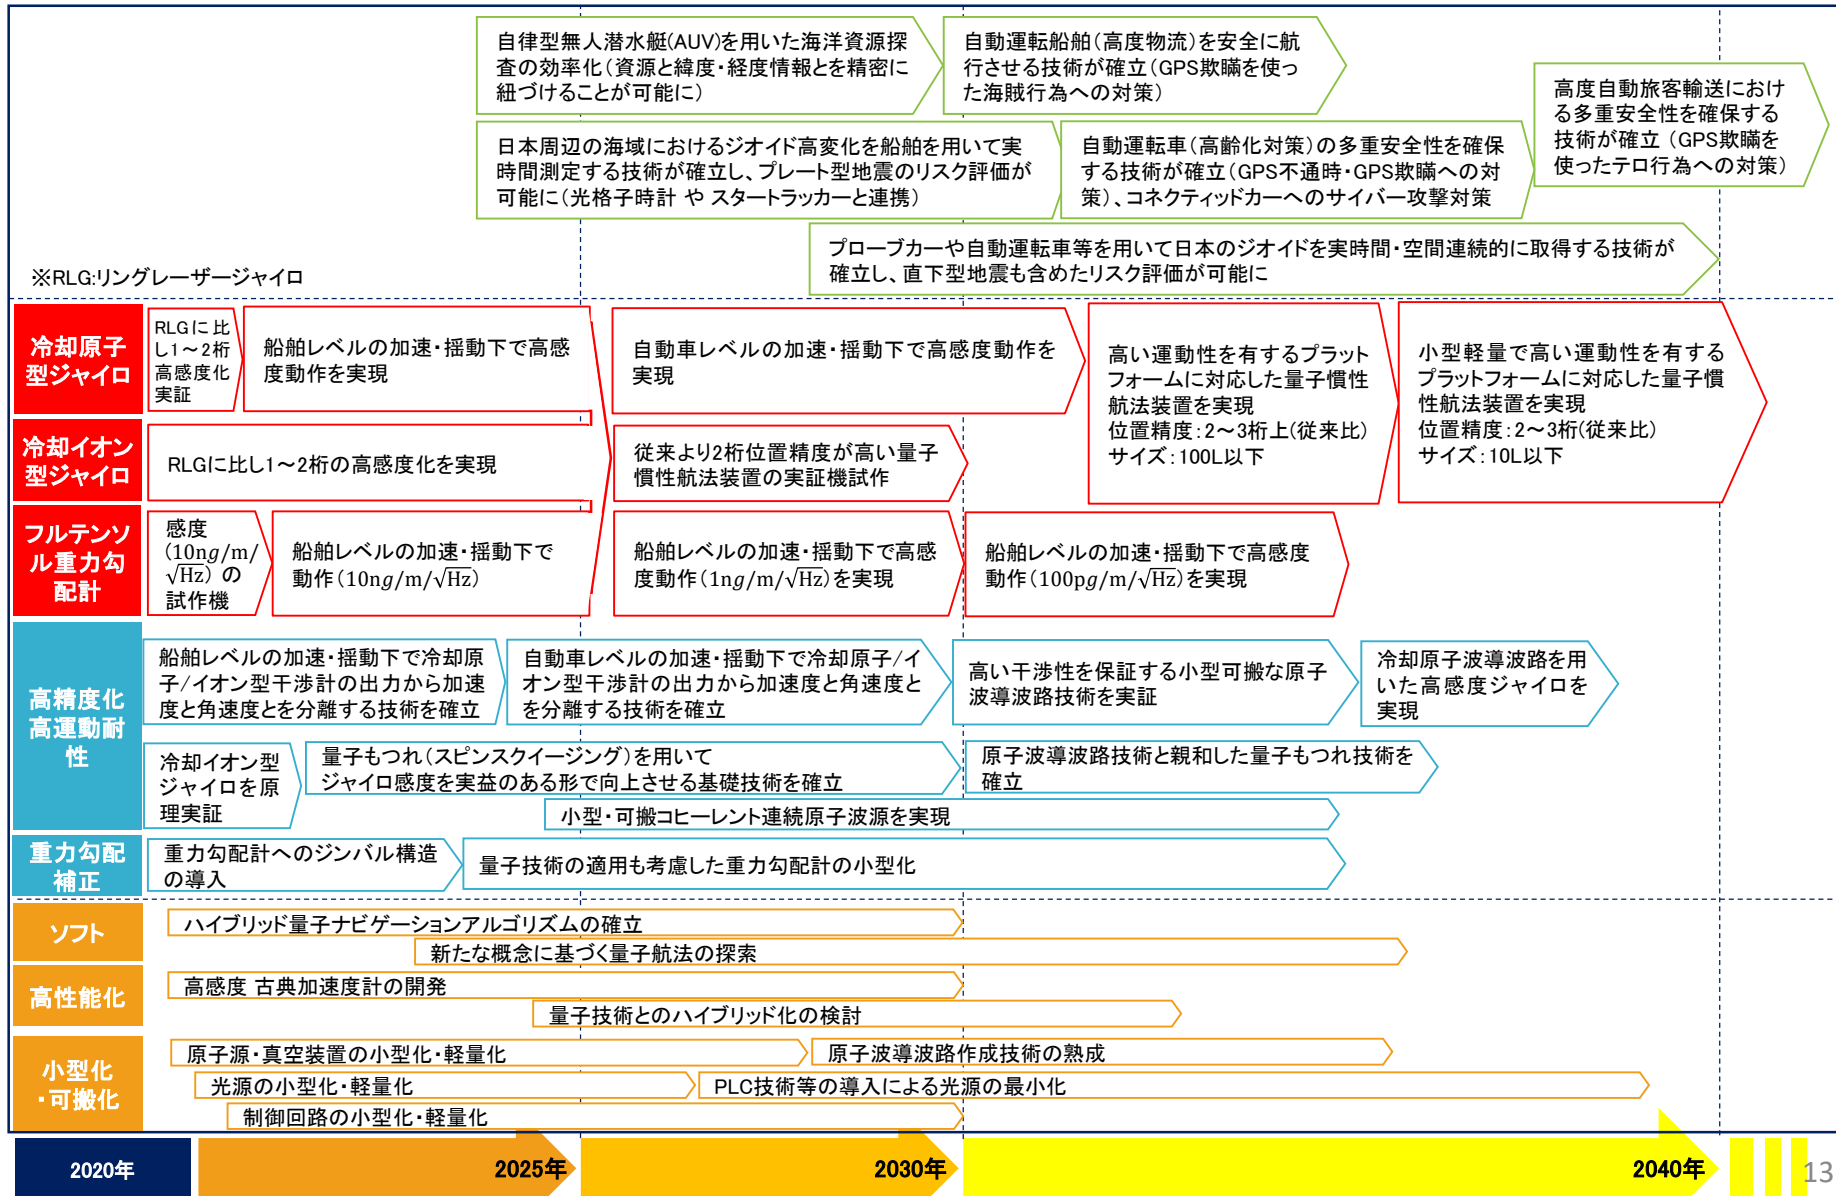 自律型無人潜水艇(AUV)を用いた海洋資源探
査の効率化(資源と緯度・経度情報とを精密に
紐づけることが可能に)
自動運転船舶(高度物流)を安全に航
行させる技術が確立(GPS欺瞞を使っ
た海賊行為への対策)
高度自動旅客輸送におけ
る多重安全性を確保する
技術が確立 (GPS欺瞞を
使ったテロ行為への対策)
日本周辺の海域におけるジオイド高変化を船舶を用いて実
時間測定する技術が確立し、プレート型地震のリスク評価が
可能に(光格子時計 や スタートラッカーと連携)
自動運転車(高齢化対策)の多重安全性を確保
する技術が確立(GPS不通時・GPS欺瞞への対
策)、コネクティッドカーへのサイバー攻撃対策
プローブカーや自動運転車等を用いて日本のジオイドを実時間・空間連続的に取得する技術が
確立し、直下型地震も含めたリスク評価が可能に
※RLG:リングレーザージャイロ
冷却原子
型ジャイロ
RLGに比
し1~2桁
高感度化
実証
船舶レベルの加速・揺動下で高感
度動作を実現
自動車レベルの加速・揺動下で高感度動作を
実現
高い運動性を有するプラット
フォームに対応した量子慣性
航法装置を実現
位置精度:2~3桁上(従来比)
サイズ:100L以下
小型軽量で高い運動性を有する
プラットフォームに対応した量子慣
性航法装置を実現
位置精度:2~3桁(従来比)
サイズ:10L以下
冷却イオン
型ジャイロ
RLGに比し1~2桁の高感度化を実現
従来より2桁位置精度が高い量子
慣性航法装置の実証機試作
フルテンソ
ル重力勾
配計
感度
(10ng/m/
√Hz) の
試作機
船舶レベルの加速・揺動下で
動作(10ng/m/√Hz)
船舶レベルの加速・揺動下で高感
度動作(1ng/m/√Hz)を実現
船舶レベルの加速・揺動下で高感度
動作(100pg/m/√Hz)を実現
高精度化
高運動耐
性
船舶レベルの加速・揺動下で冷却原
子/イオン型干渉計の出力から加速
度と角速度とを分離する技術を確立
自動車レベルの加速・揺動下で冷却原子/イ
オン型干渉計の出力から加速度と角速度と
を分離する技術を確立
高い干渉性を保証する小型可搬な原子
波導波路技術を実証
冷却原子波導波路を用
いた高感度ジャイロを
実現
冷却イオン型
ジャイロを原
理実証
量子もつれ(スピンスクイージング)を用いて
ジャイロ感度を実益のある形で向上させる基礎技術を確立
原子波導波路技術と親和した量子もつれ技術を
確立
小型・可搬コヒーレント連続原子波源を実現
重力勾配
補正
重力勾配計へのジンバル構造
の導入
量子技術の適用も考慮した重力勾配計の小型化
ソフト
ハイブリッド量子ナビゲーションアルゴリズムの確立
新たな概念に基づく量子航法の探索
高性能化
高感度 古典加速度計の開発
量子技術とのハイブリッド化の検討
小型化
・可搬化
原子源・真空装置の小型化・軽量化
原子波導波路作成技術の熟成
光源の小型化・軽量化
PLC技術等の導入による光源の最小化
制御回路の小型化・軽量化
2020年
2025年
2030年
2040年
13